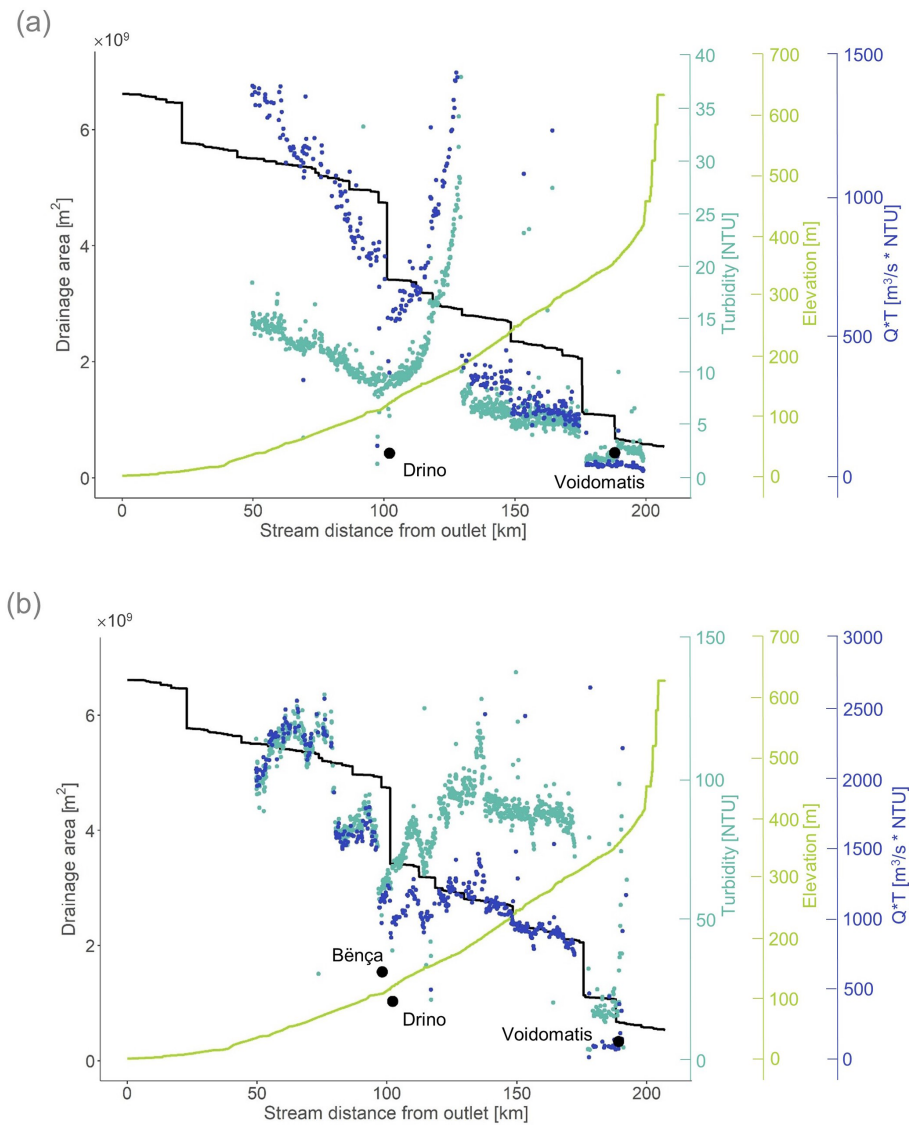 (a)
×10⁹
6
4
2
0
Drainage area [m²]
0 50 100 150 200
Stream distance from outlet [km]
Drino
Voidomatis
40
35
30
25
20
15
10
5
0
Turbidity [NTU]
700
600
500
400
300
200
100
0
Elevation [m]
1500
1000
500
0
Q*T [m³/s * NTU]
(b)
×10⁹
6
4
2
0
Drainage area [m²]
0 50 100 150 200
Stream distance from outlet [km]
Bënça
Drino
Voidomatis
150
100
50
0
Turbidity [NTU]
700
600
500
400
300
200
100
0
Elevation [m]
3000
2500
2000
1500
1000
500
0
Q*T [m³/s * NTU]